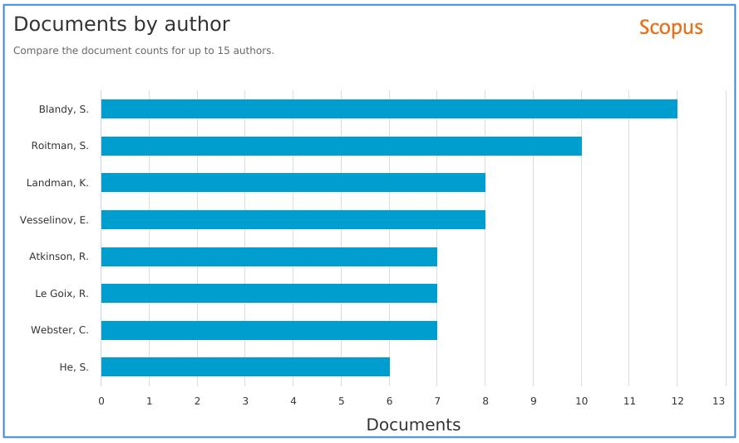 Documents by author
Scopus
Compare the document counts for up to 15 authors.
Blandy, S.
Roitman, S.
Landman, K.
Vesselinov, E.
Atkinson, R.
Le Goix, R.
Webster, C.
He, S.
0 1 2 3 4 5 6 7 8 9 10 11 12 13
Documents